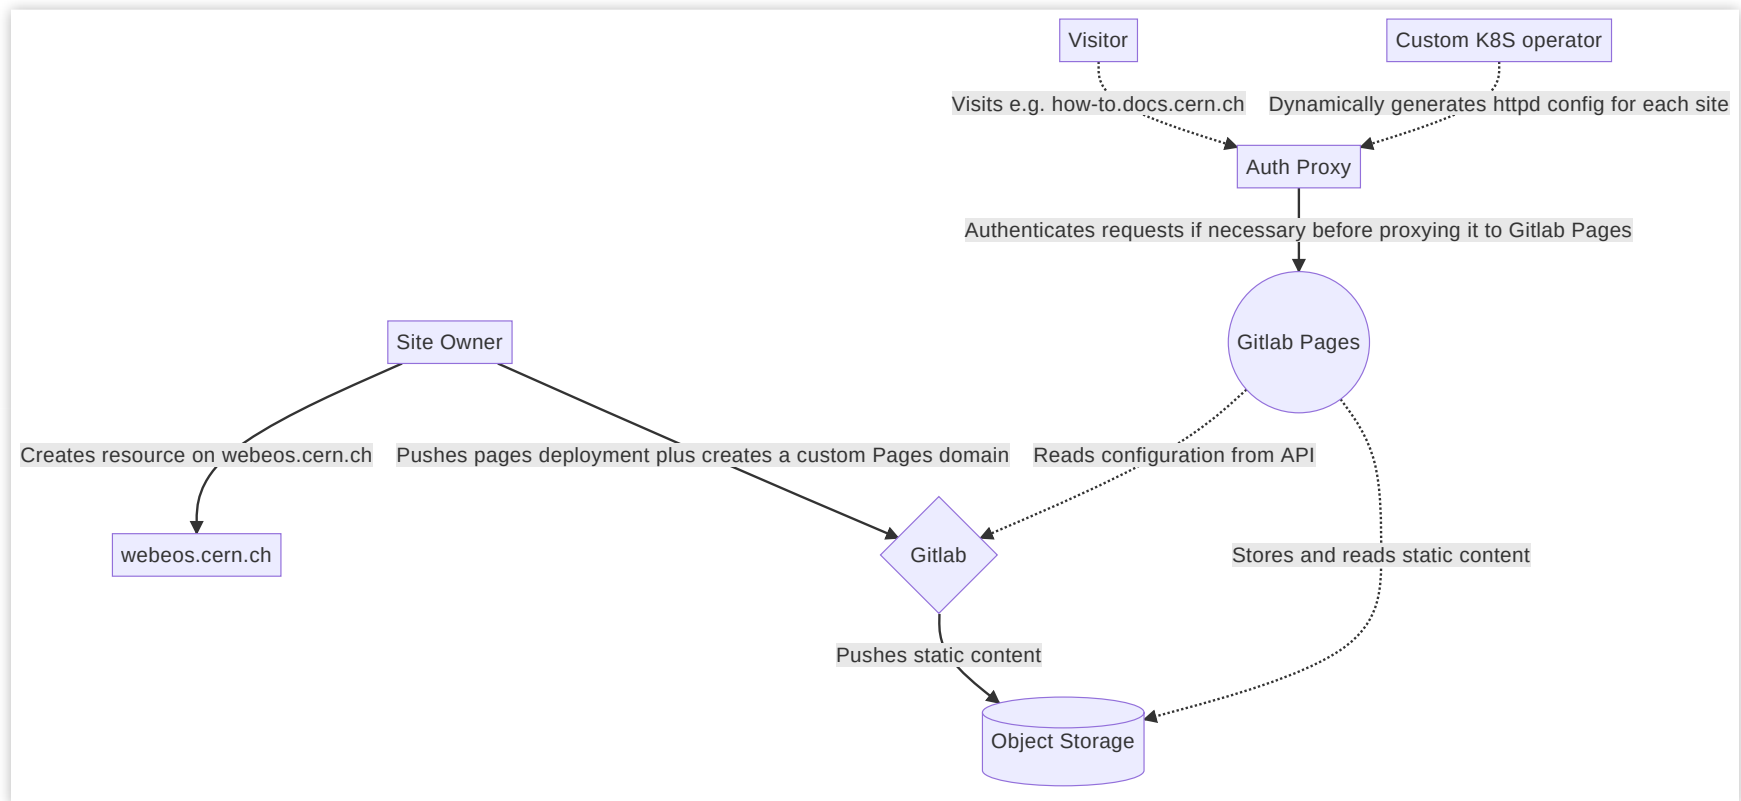 Visitor
Custom K8S operator
Visits e.g. how-to.docs.cern.ch
Dynamically generates httpd config for each site
Auth Proxy
Authenticates requests if necessary before proxying it to Gitlab Pages
Site Owner
Gitlab Pages
Creates resource on webeos.cern.ch
Pushes pages deployment plus creates a custom Pages domain
Reads configuration from API
webeos.cern.ch
Gitlab
Stores and reads static content
Pushes static content
Object Storage